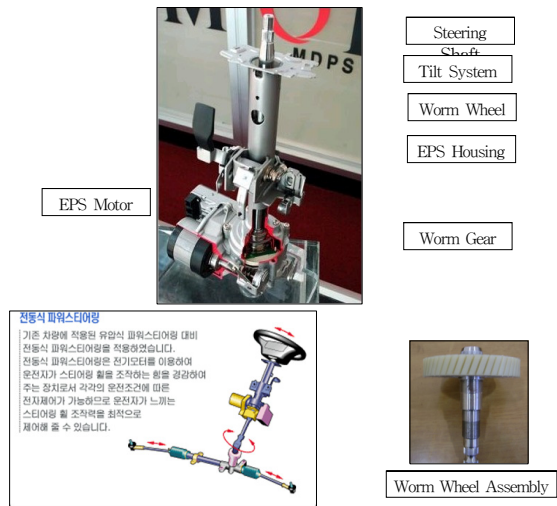 MDPS
Steering
Shaft
Tilt System
Worm Wheel
EPS Housing
EPS Motor
Worm Gear
전동식 파워스티어링
기존 차량에 적용된 유압식 파워스티어링 대비
전동식 파워스티어링을 적용하였습니다.
전동식 파워스티어링은 전기모터를 이용하여
운전자가 스티어링 휠을 조작하는 힘을 경감하여
주는 장치로서 각각의 운전조건에 따른
전자제어가 가능하므로 운전자가 느끼는
스티어링 휠 조작력을 최적으로
제어해 줄 수 있습니다.
Worm Wheel Assembly